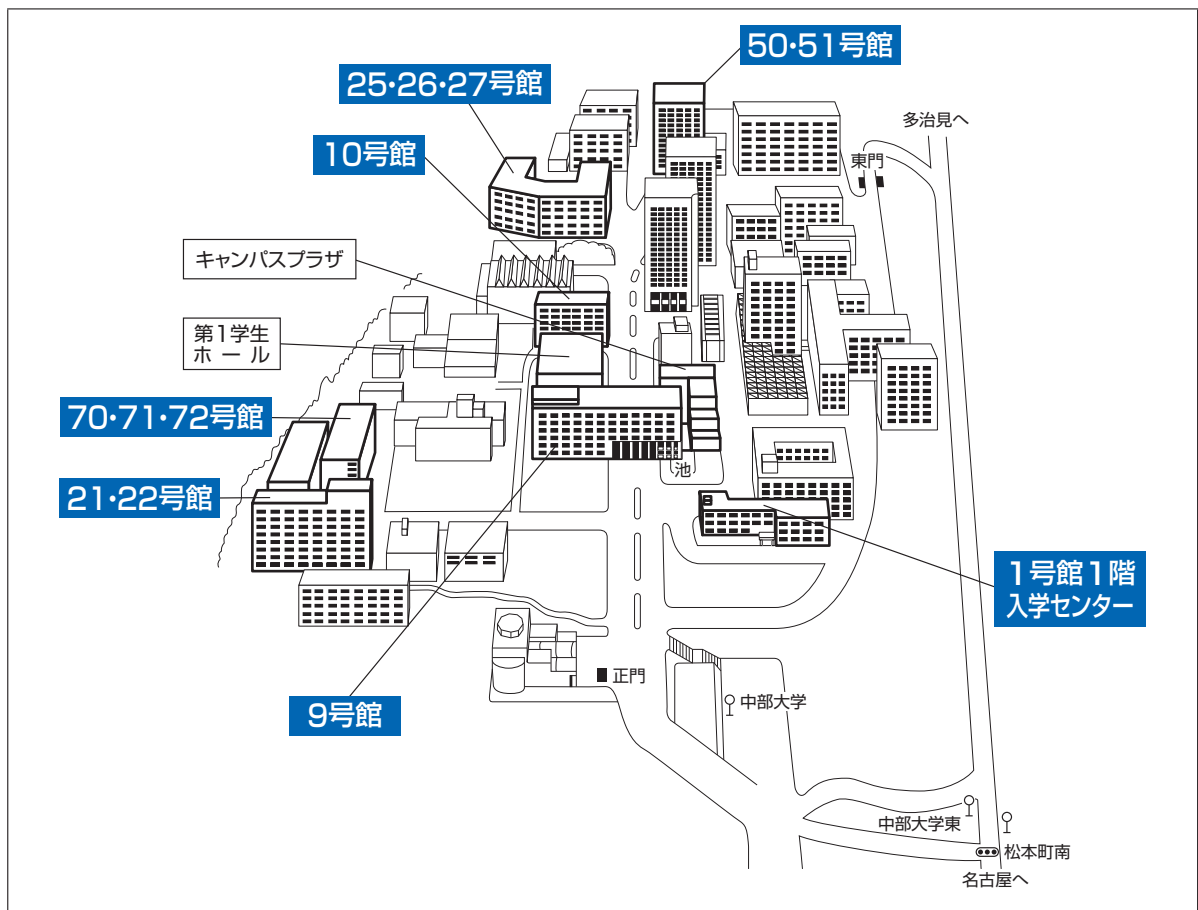 50・51号館
25・26・27号館
多治見へ
10号館
東門
キャンパスプラザ
第1学生
ホール
70・71・72号館
池
21・22号館
1号館1階
入学センター
正門
中部大学
9号館
中部大学東
松本町南
名古屋へ